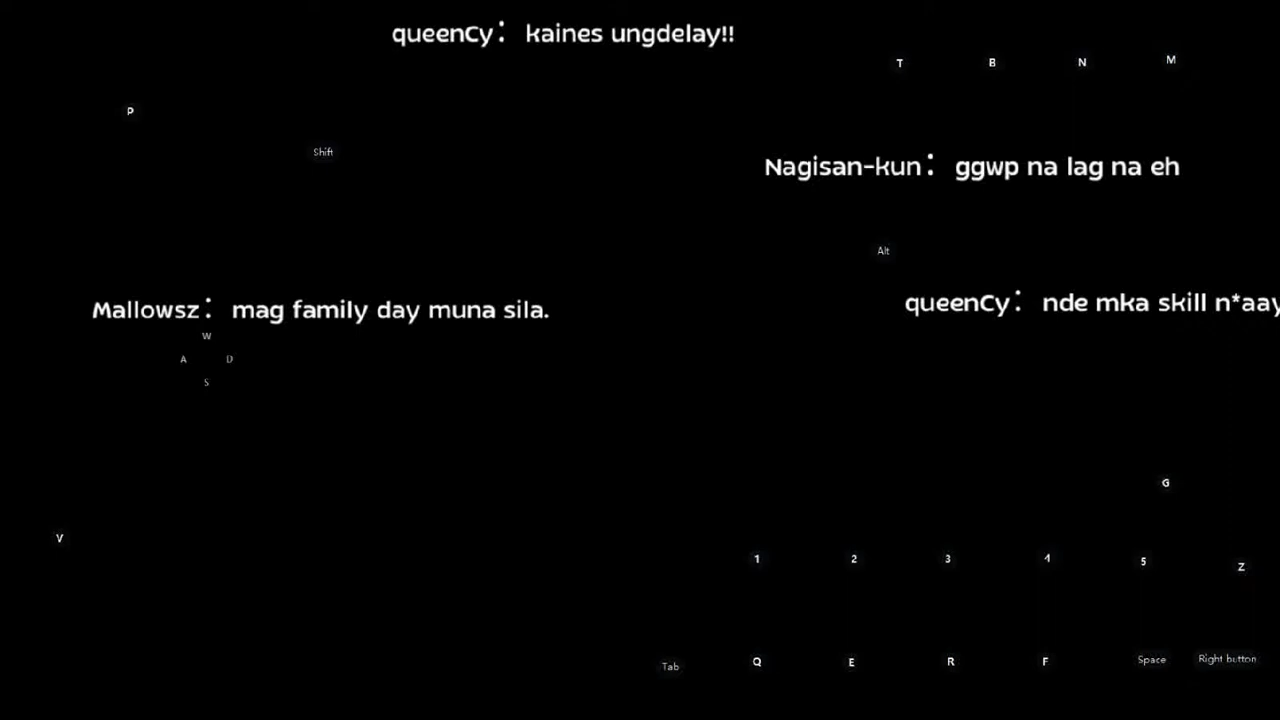 queenCy: kaines ungdelay!!
T B N M
P
Shift
Nagisan-kun: ggwp na lag na eh
Alt
queenCy: nde mka skill n*aay
Mallowsz: mag family day muna sila.
W
A D
S
G
V
1 2 3 4 5 Z
Tab Q E R F Space Right button